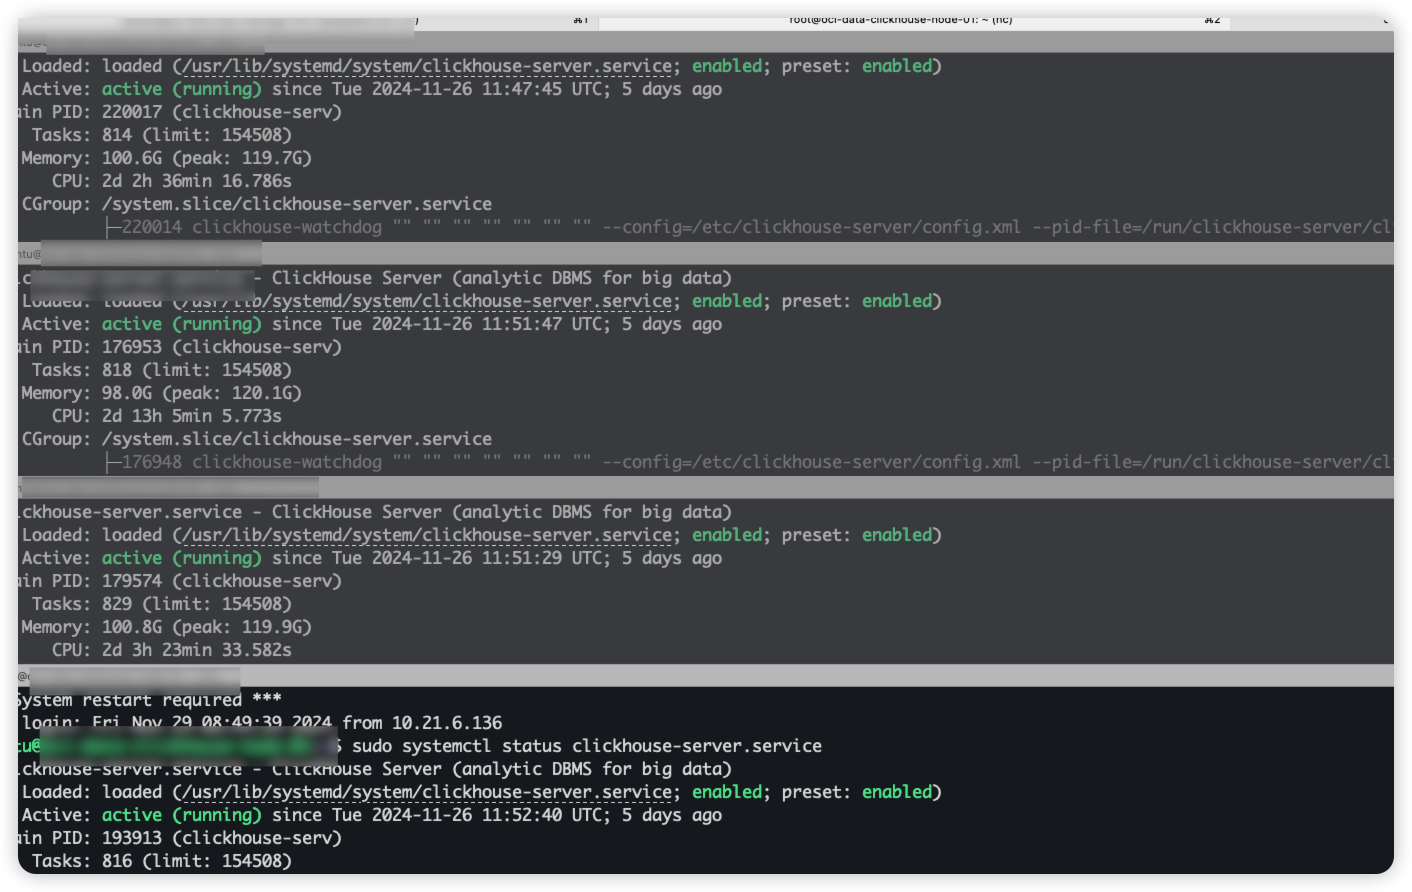 ⌘1 root@oci-data-clickhouse-node-01: ~ (nc) ⌘2
Loaded: loaded (/usr/lib/systemd/system/clickhouse-server.service; enabled; preset: enabled)
Active: active (running) since Tue 2024-11-26 11:47:45 UTC; 5 days ago
ain PID: 220017 (clickhouse-serv)
Tasks: 814 (limit: 154508)
Memory: 100.6G (peak: 119.7G)
CPU: 2d 2h 36min 16.786s
CGroup: /system.slice/clickhouse-server.service
├─220014 clickhouse-watchdog "" "" "" "" "" "" "" --config=/etc/clickhouse-server/config.xml --pid-file=/run/clickhouse-server/cl
ntu@
- ClickHouse Server (analytic DBMS for big data)
Loaded: loaded (/usr/lib/systemd/system/clickhouse-server.service; enabled; preset: enabled)
Active: active (running) since Tue 2024-11-26 11:51:47 UTC; 5 days ago
ain PID: 176953 (clickhouse-serv)
Tasks: 818 (limit: 154508)
Memory: 98.0G (peak: 120.1G)
CPU: 2d 13h 5min 5.773s
CGroup: /system.slice/clickhouse-server.service
├─176948 clickhouse-watchdog "" "" "" "" "" "" "" --config=/etc/clickhouse-server/config.xml --pid-file=/run/clickhouse-server/cl
ickhouse-server.service - ClickHouse Server (analytic DBMS for big data)
Loaded: loaded (/usr/lib/systemd/system/clickhouse-server.service; enabled; preset: enabled)
Active: active (running) since Tue 2024-11-26 11:51:29 UTC; 5 days ago
ain PID: 179574 (clickhouse-serv)
Tasks: 829 (limit: 154508)
Memory: 100.8G (peak: 119.9G)
CPU: 2d 3h 23min 33.582s
System restart required ***
login: Fri Nov 29 08:49:39 2024 from 10.21.6.136
tu@ $ sudo systemctl status clickhouse-server.service
ickhouse-server.service - ClickHouse Server (analytic DBMS for big data)
Loaded: loaded (/usr/lib/systemd/system/clickhouse-server.service; enabled; preset: enabled)
Active: active (running) since Tue 2024-11-26 11:52:40 UTC; 5 days ago
ain PID: 193913 (clickhouse-serv)
Tasks: 816 (limit: 154508)